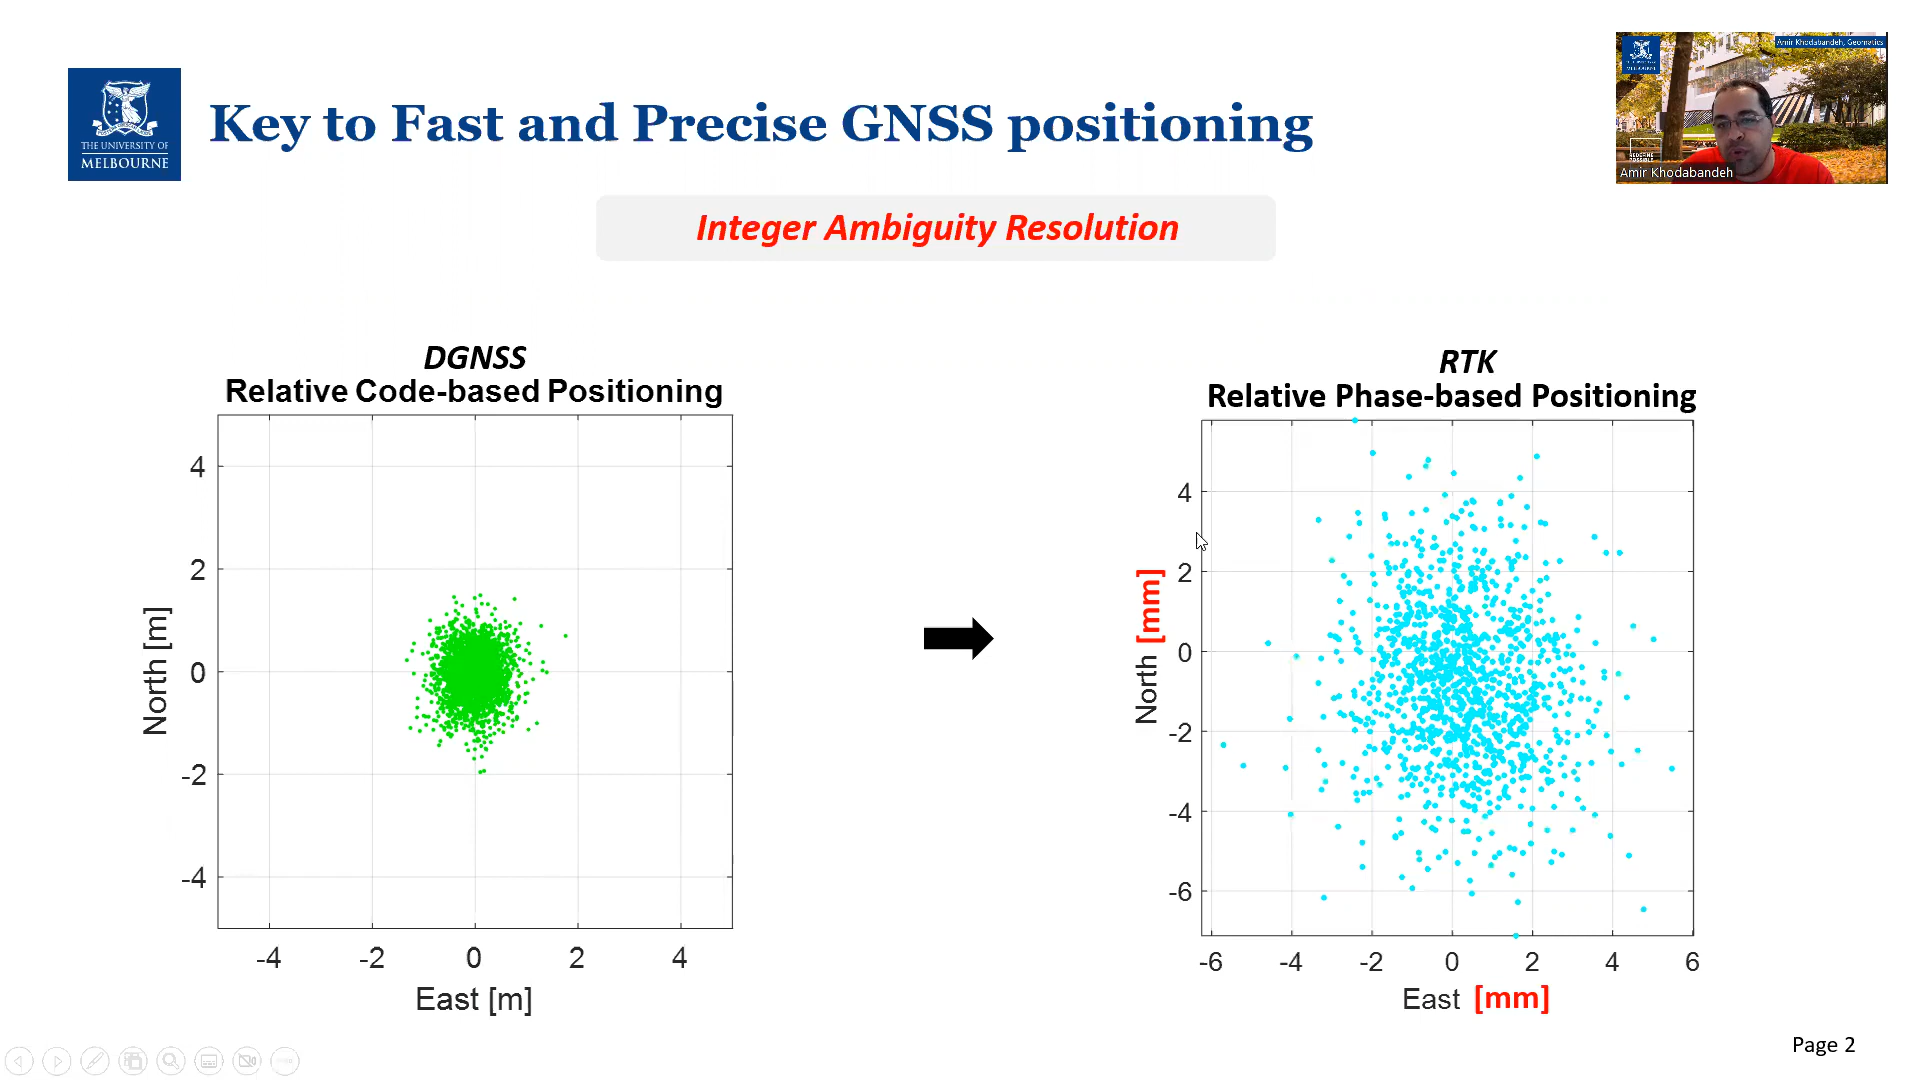 THE UNIVERSITY OF
MELBOURNE
Key to Fast and Precise GNSS positioning
Amir Khodabandeh, Geomatics
Amir Khodabandeh
Integer Ambiguity Resolution
DGNSS
Relative Code-based Positioning
4
2
0
-2
-4
North [m]
-4 -2 0 2 4
East [m]
RTK
Relative Phase-based Positioning
4
2
0
-2
-4
-6
North [mm]
-6 -4 -2 0 2 4 6
East [mm]
Page 2